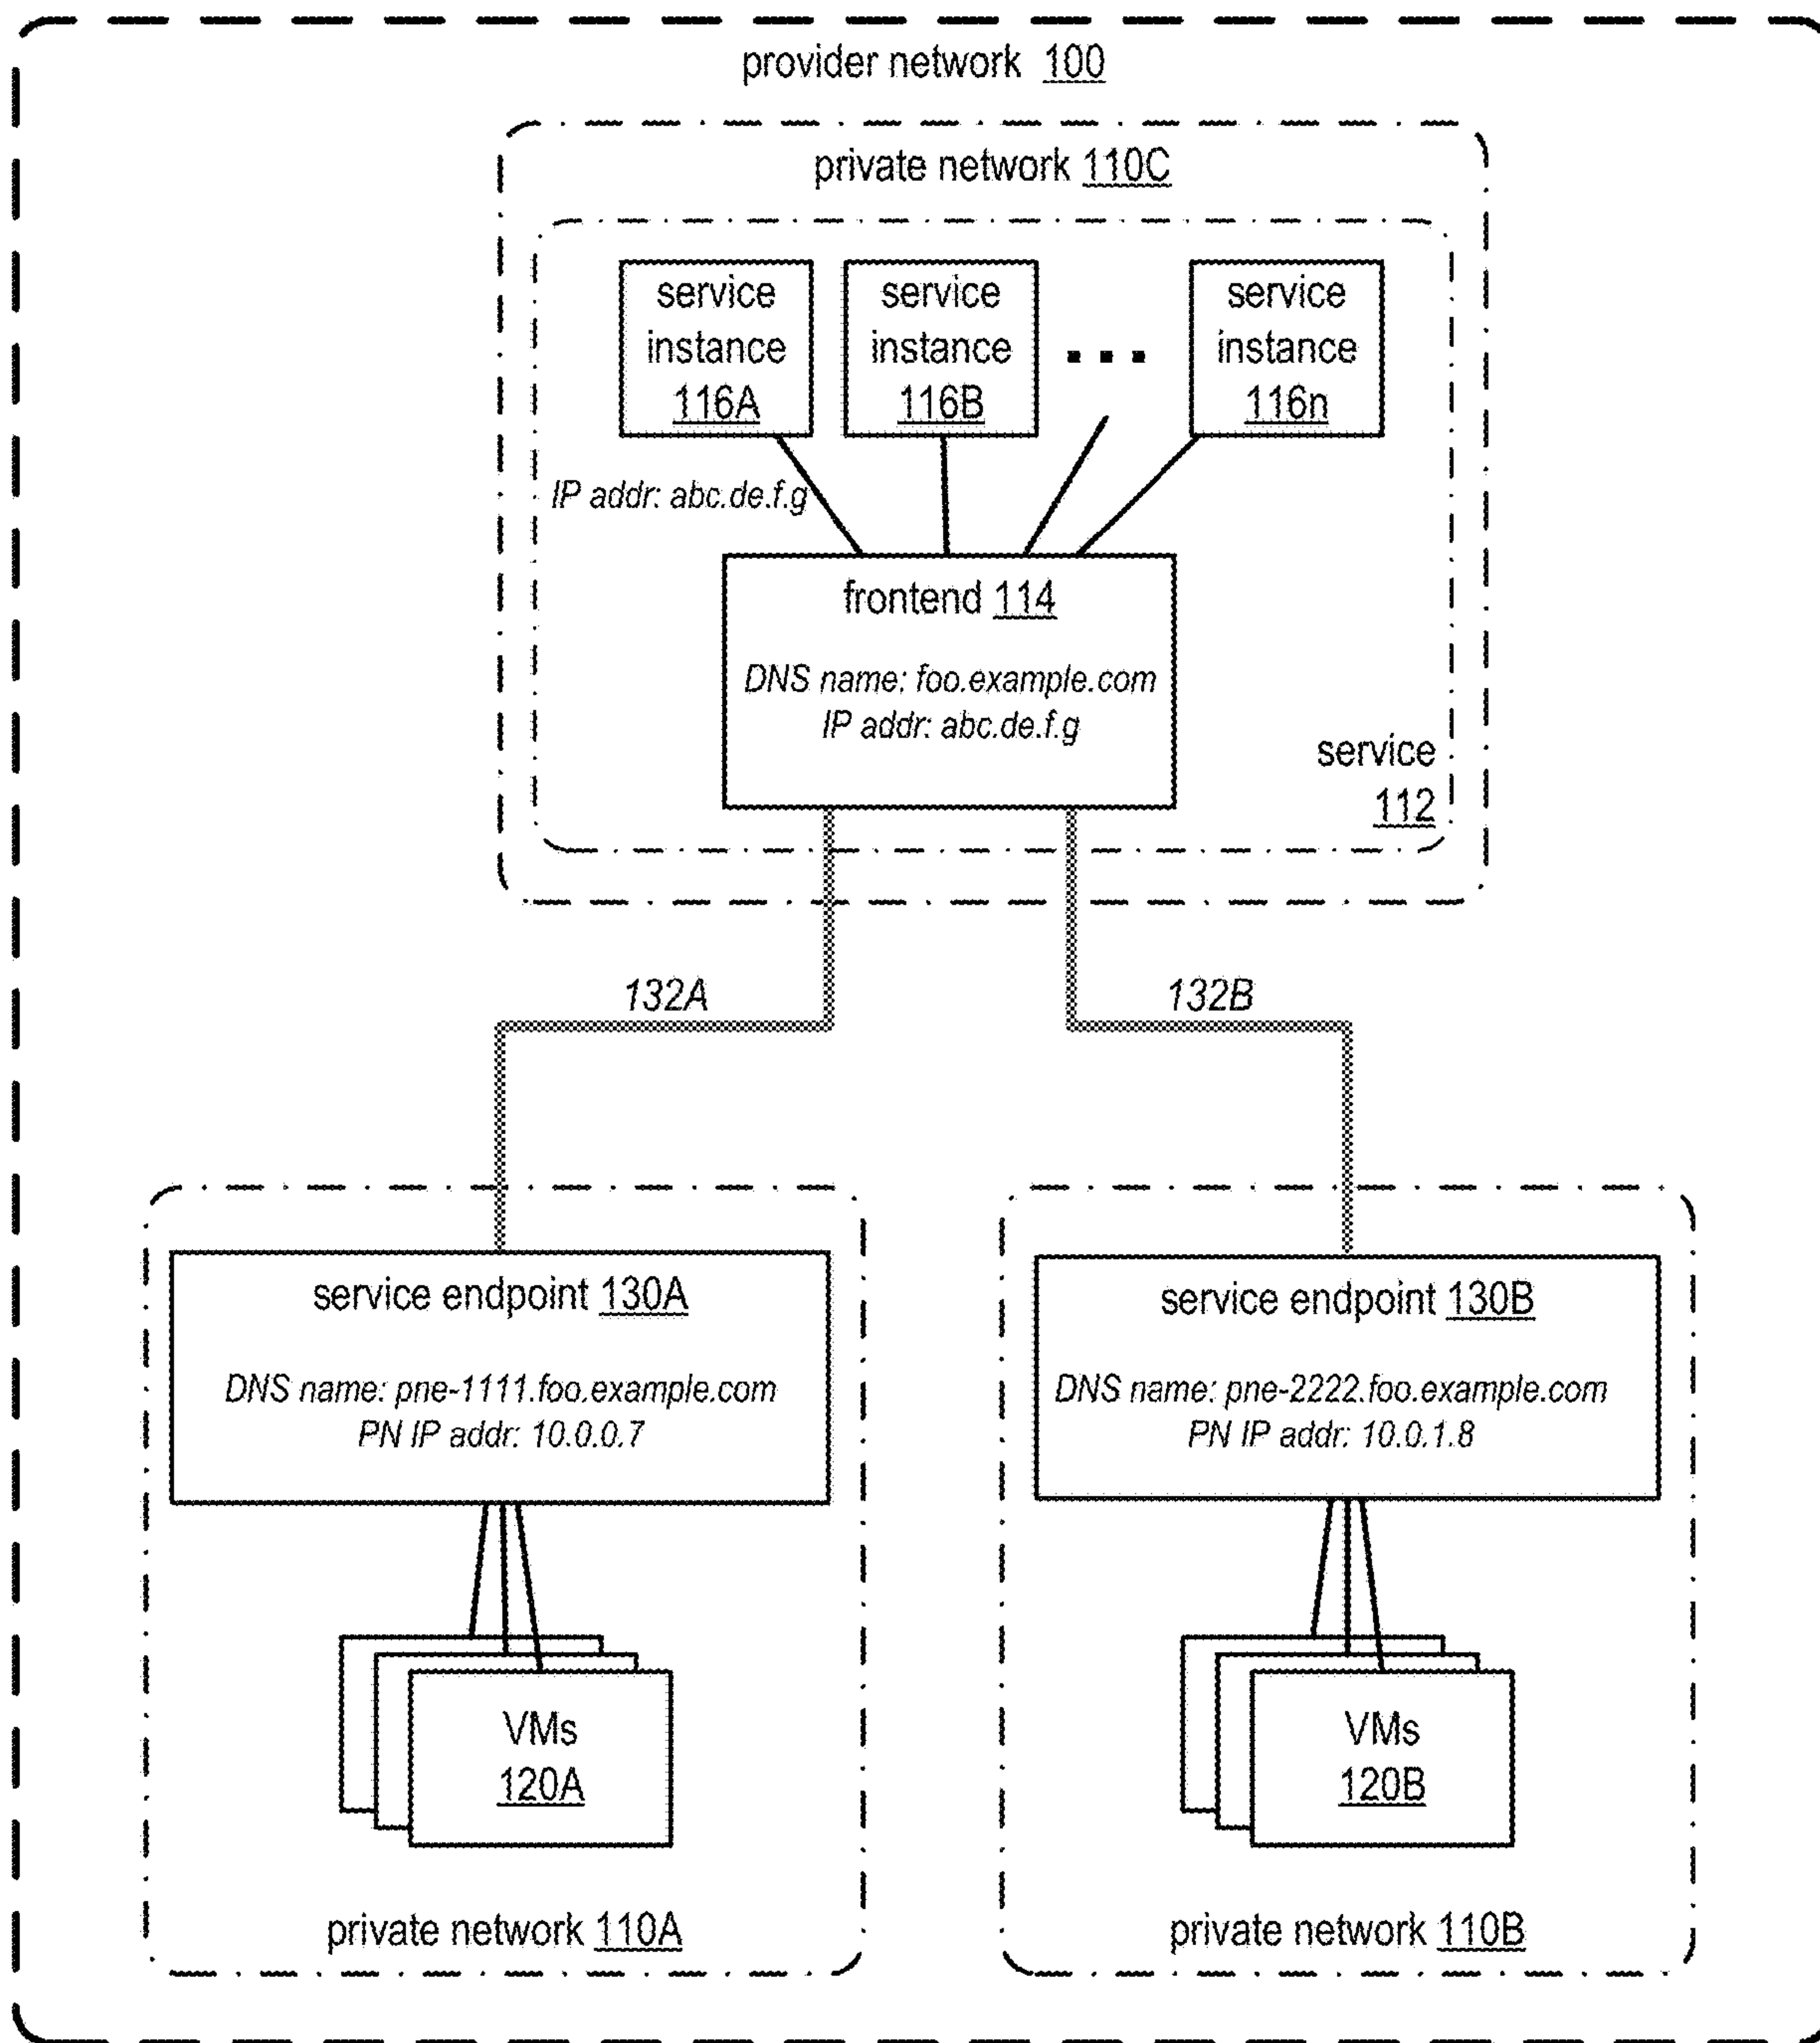 provider network 100
private network 110C
service
instance
116A
service
instance
116B
...
service
instance
116n
IP addr: abc.de.f.g
frontend 114
DNS name: foo.example.com
IP addr: abc.de.f.g
service
112
132A
132B
service endpoint 130A
DNS name: pne-1111.foo.example.com
PN IP addr: 10.0.0.7
service endpoint 130B
DNS name: pne-2222.foo.example.com
PN IP addr: 10.0.1.8
VMs
120A
VMs
120B
private network 110A
private network 110B